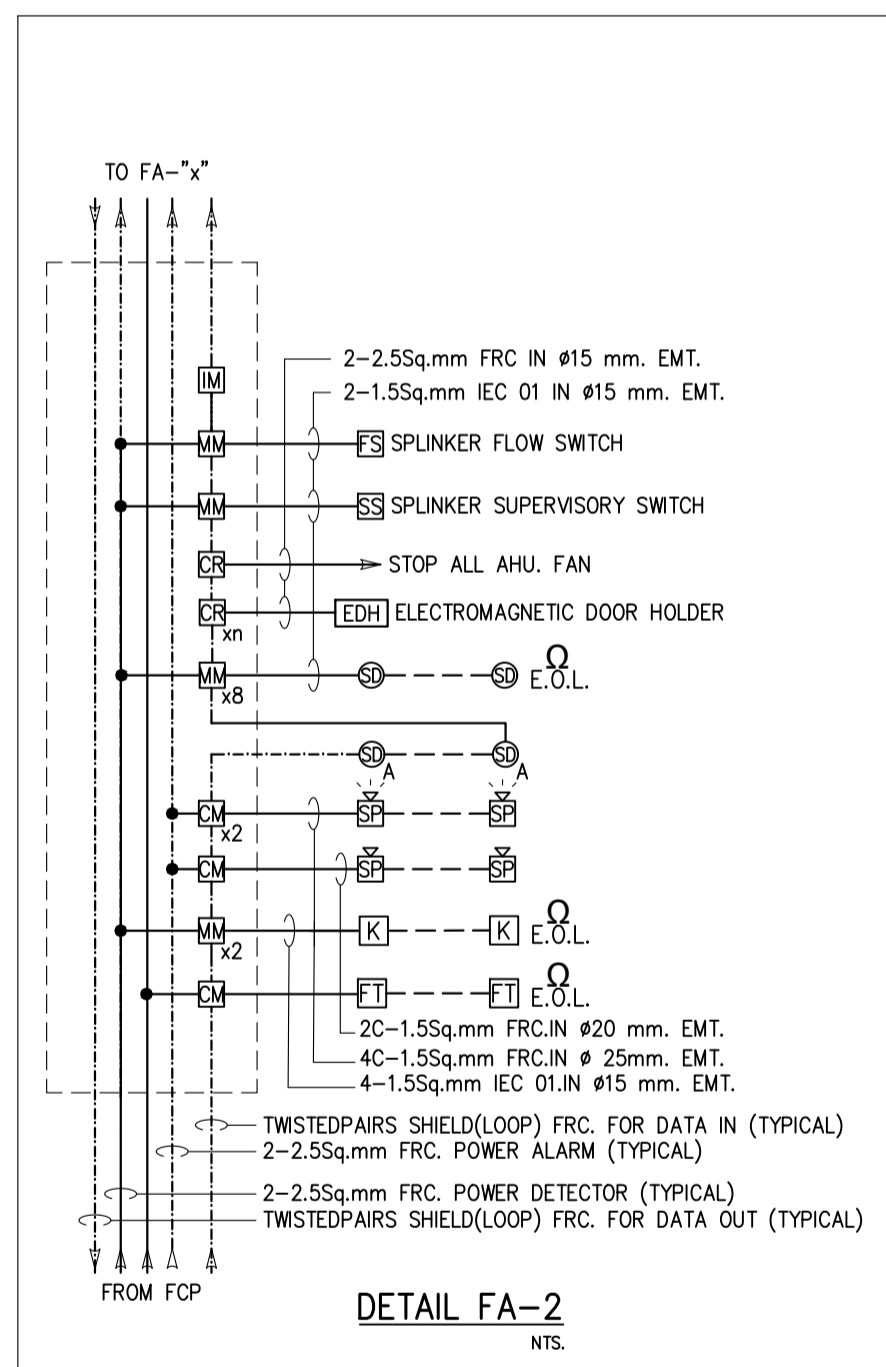 TO FA-"x"
2-2.5Sq.mm FRC IN ø15 mm. EMT.
2-1.5Sq.mm IEC 01 IN ø15 mm. EMT.
IM
MM FS SPLINKER FLOW SWITCH
MM SS SPLINKER SUPERVISORY SWITCH
CR STOP ALL AHU. FAN
CR EDH ELECTROMAGNETIC DOOR HOLDER
xn
MM SD SD Ω E.O.L.
x8
SD SD
A A
CM SP SP
x2
CM SP SP
MM K K Ω E.O.L.
x2
CM FT FT Ω E.O.L.
2C-1.5Sq.mm FRC.IN ø20 mm. EMT.
4C-1.5Sq.mm FRC.IN ø 25mm. EMT.
4-1.5Sq.mm IEC 01.IN ø15 mm. EMT.
TWISTEDPAIRS SHIELD(LOOP) FRC. FOR DATA IN (TYPICAL)
2-2.5Sq.mm FRC. POWER ALARM (TYPICAL)
2-2.5Sq.mm FRC. POWER DETECTOR (TYPICAL)
TWISTEDPAIRS SHIELD(LOOP) FRC. FOR DATA OUT (TYPICAL)
FROM FCP
DETAIL FA-2
NTS.